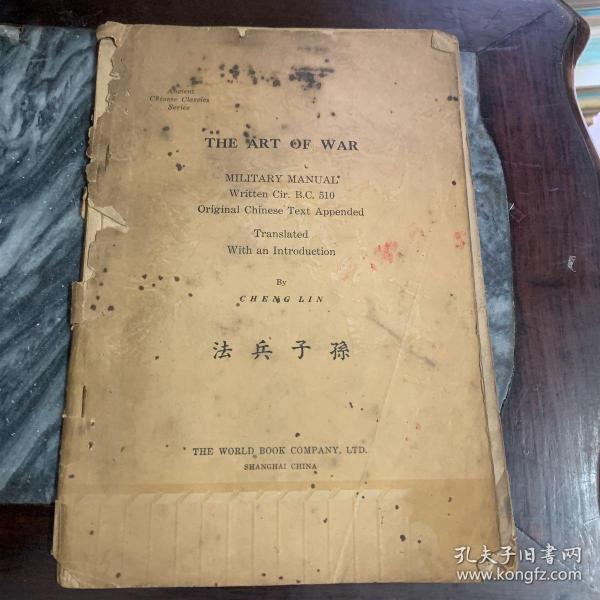 Ancient
Chinese Classics
Series
THE ART OF WAR
MILITARY MANUAL
Written Cir. B.C. 510
Original Chinese Text Appended
Translated
With an Introduction
By
CHENG LIN
法兵子孫
THE WORLD BOOK COMPANY, LTD.
SHANGHAI CHINA
孔夫子旧书网
www.kongfz.com